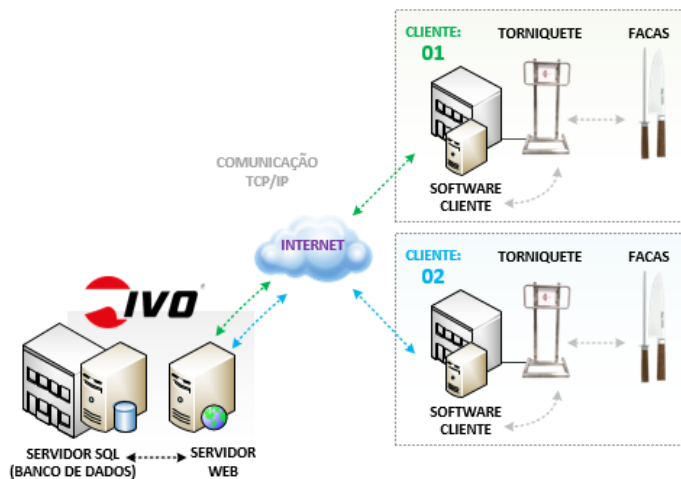 CLIENTE:
01
TORNIQUETE
FACAS
SOFTWARE
CLIENTE
COMUNICAÇÃO
TCP/IP
INTERNET
CLIENTE:
02
TORNIQUETE
FACAS
SOFTWARE
CLIENTE
IVO®
SERVIDOR SQL
(BANCO DE DADOS)
SERVIDOR
WEB